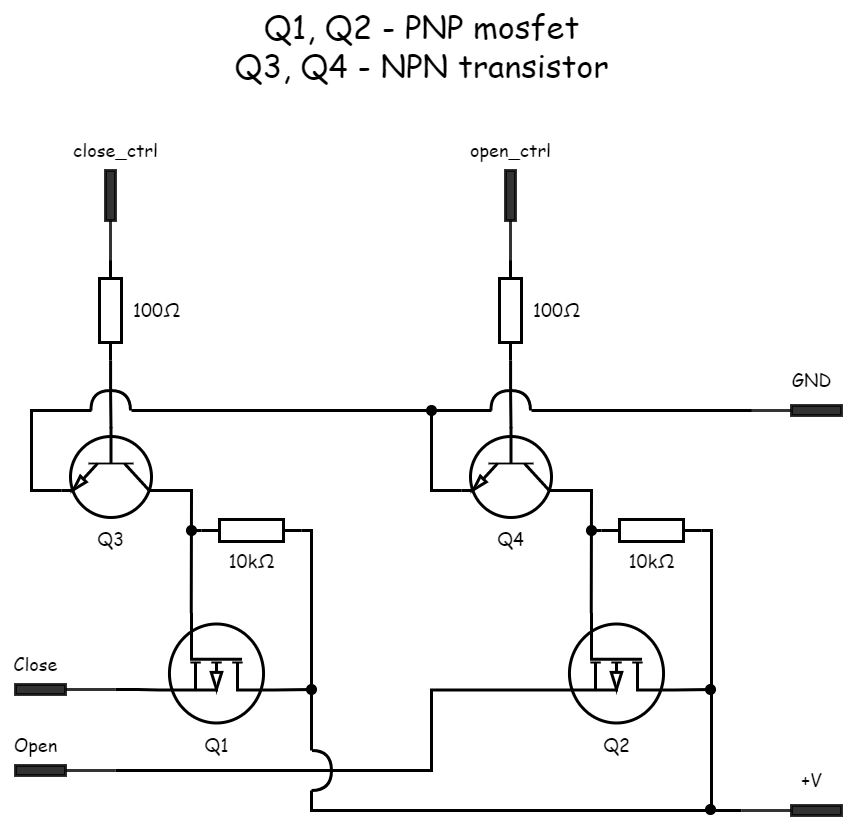 Q1, Q2 - PNP mosfet
Q3, Q4 - NPN transistor
close_ctrl
open_ctrl
100Ω
100Ω
GND
Q3
Q4
10kΩ
10kΩ
Close
Q1
Q2
Open
+V